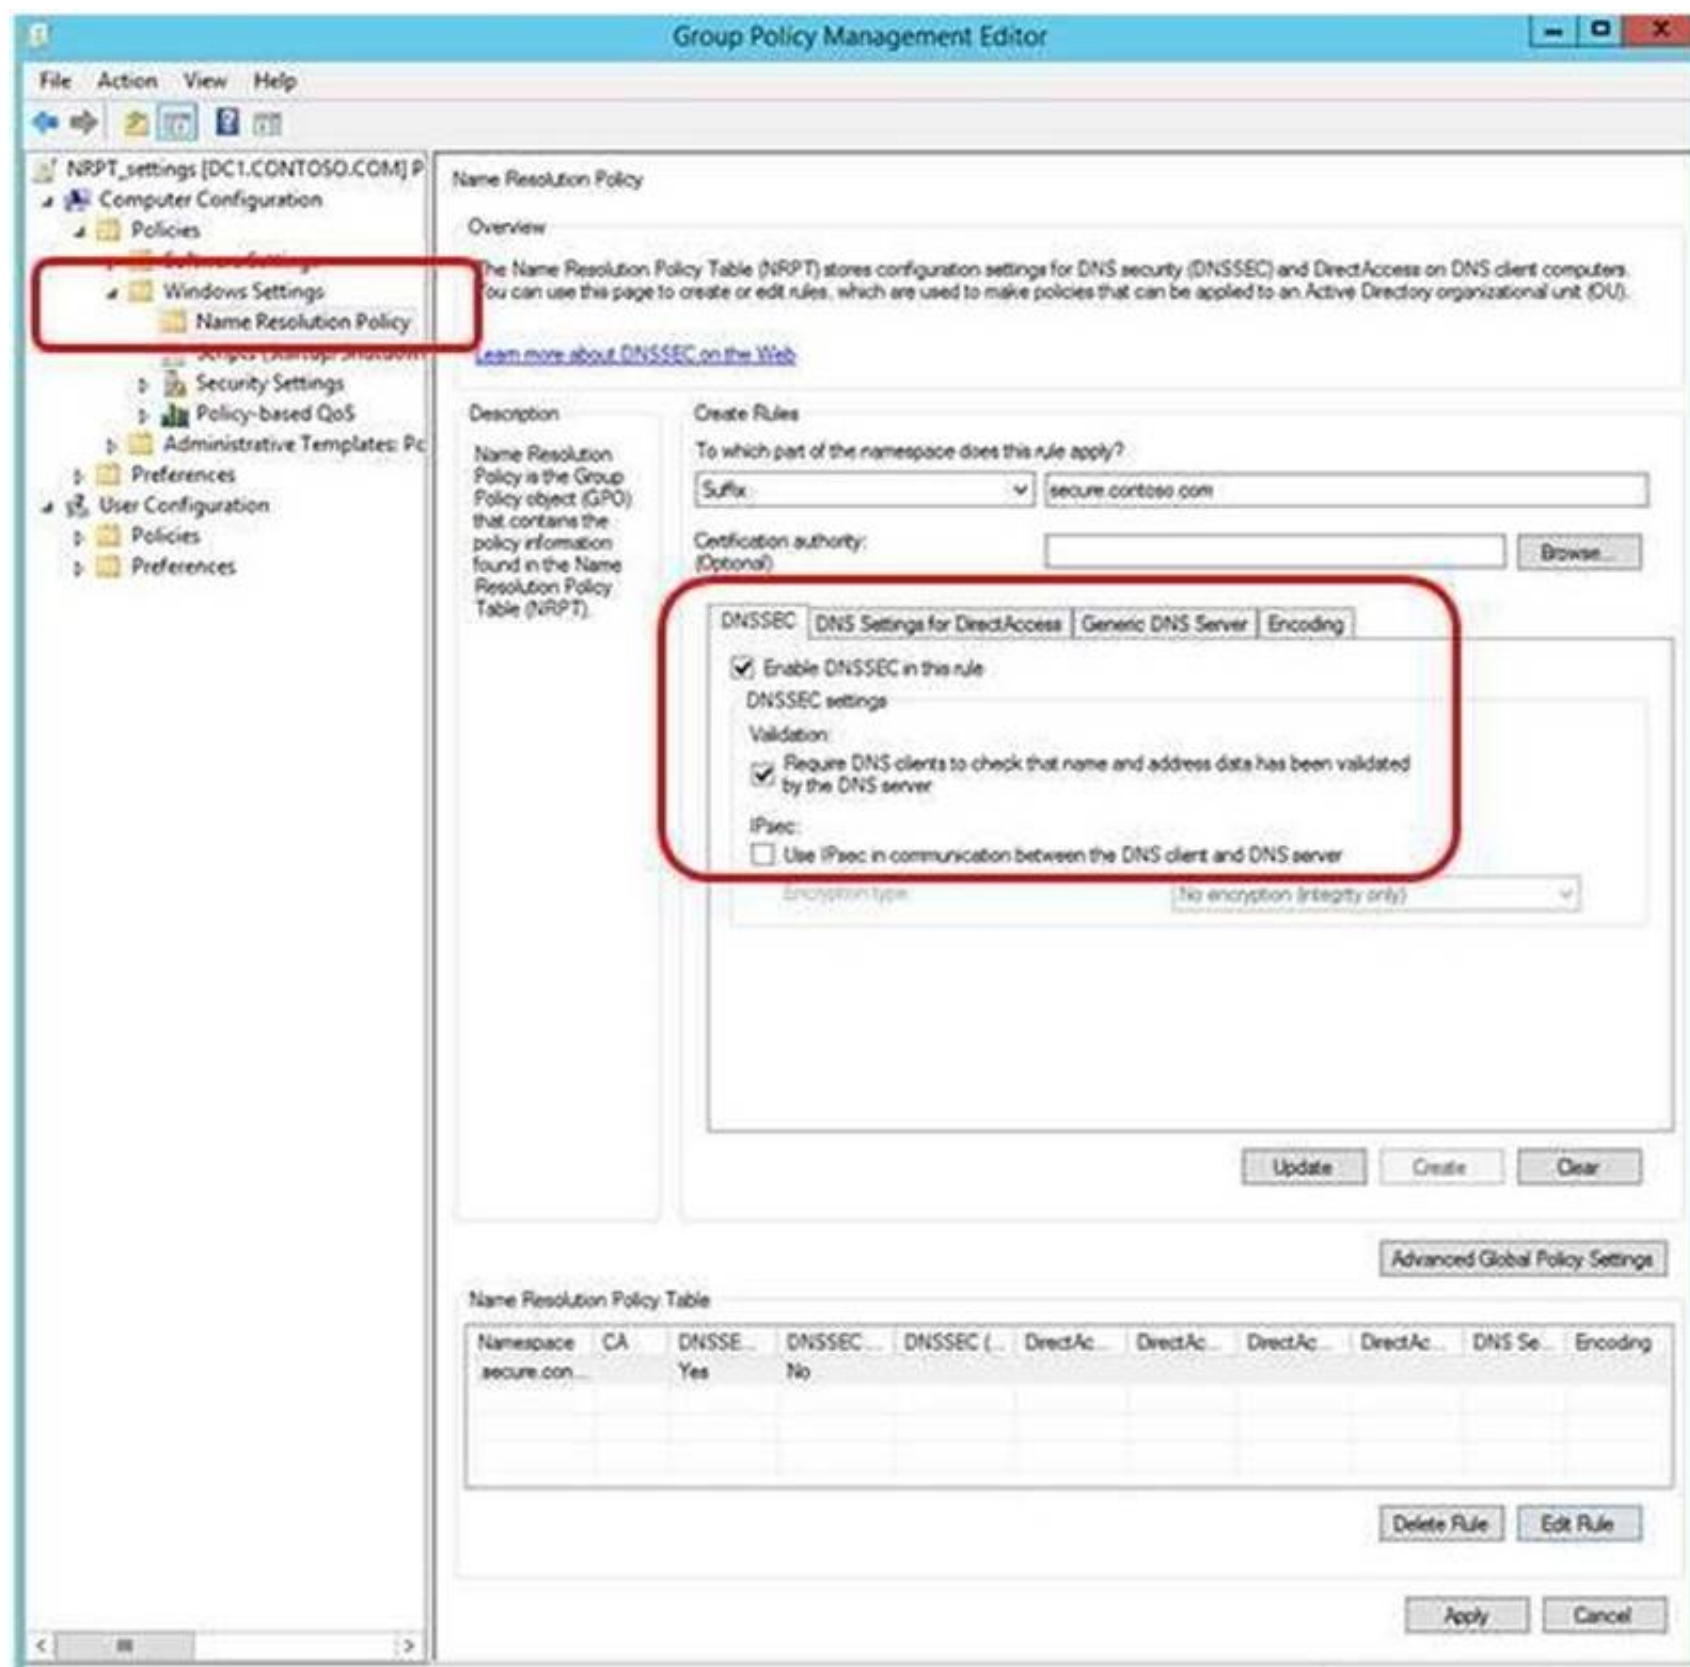 Group Policy Management Editor
File Action View Help
NRPT_settings [DC1.CONTOSO.COM] P
Computer Configuration
Policies
Software Settings
Windows Settings
Name Resolution Policy
Scripts (Startup/Shutdown
Security Settings
Policy-based QoS
Administrative Templates: Pc
Preferences
User Configuration
Policies
Preferences
Name Resolution Policy
Overview
The Name Resolution Policy Table (NRPT) stores configuration settings for DNS security (DNSSEC) and DirectAccess on DNS client computers.
You can use this page to create or edit rules, which are used to make policies that can be applied to an Active Directory organizational unit (OU).
Learn more about DNSSEC on the Web
Description
Name Resolution
Policy is the Group
Policy object (GPO)
that contains the
policy information
found in the Name
Resolution Policy
Table (NRPT).
Create Rules
To which part of the namespace does this rule apply?
Suffix secure.contoso.com
Certification authority:
(Optional)
Browse...
DNSSEC DNS Settings for DirectAccess Generic DNS Server Encoding
Enable DNSSEC in this rule
DNSSEC settings
Validation:
Require DNS clients to check that name and address data has been validated
by the DNS server
IPsec:
Use IPsec in communication between the DNS client and DNS server
Encryption type: No encryption (integrity only)
Update Create Clear
Advanced Global Policy Settings
Name Resolution Policy Table
Namespace CA DNSSE... DNSSEC... DNSSEC (... DirectAc... DirectAc... DirectAc... DirectAc... DNS Se... Encoding
.secure.con... Yes No
Delete Rule Edit Rule
Apply Cancel